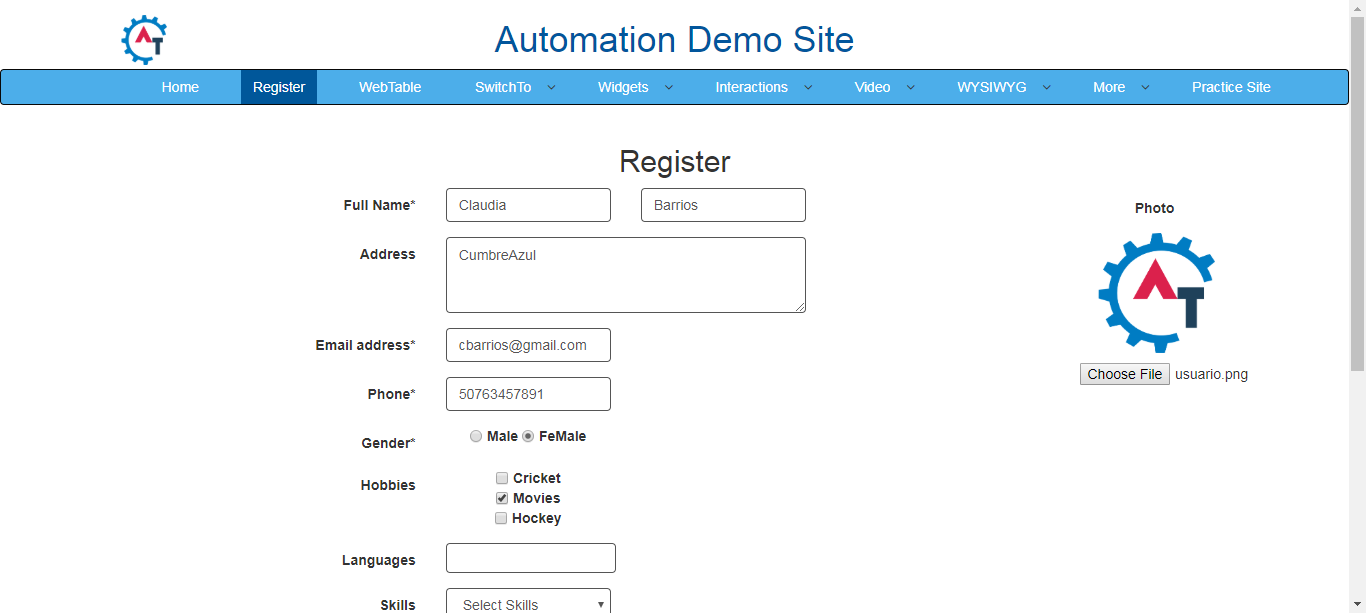 AT
Automation Demo Site
Home Register WebTable SwitchTo Widgets Interactions Video WYSIWYG More Practice Site
Register
Full Name* Claudia Barrios
Photo
Address CumbreAzul
AT
Email address* cbarrios@gmail.com
Choose File usuario.png
Phone* 50763457891
Gender* Male FeMale
Hobbies Cricket
Movies
Hockey
Languages
Skills Select Skills